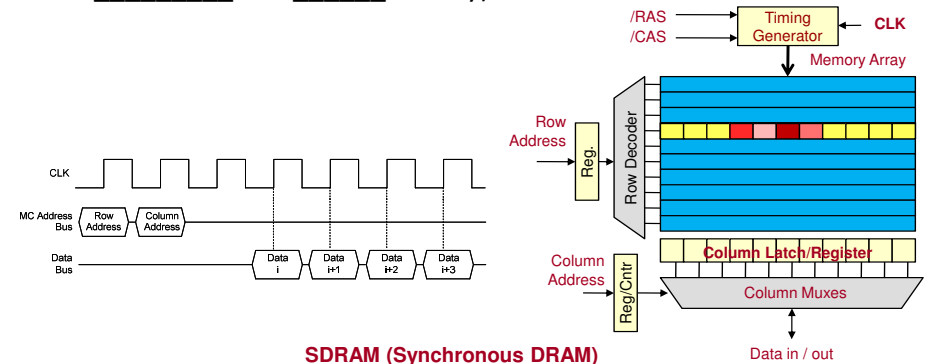 /RAS
/CAS
Timing
Generator
CLK
Memory Array
Row
Address
Reg.
Row Decoder
CLK
MC Address
Bus
Row
Address
Column
Address
Data
Bus
Data
i
Data
i+1
Data
i+2
Data
i+3
Column Latch/Register
Column
Address
Reg/Cntr
Column Muxes
SDRAM (Synchronous DRAM)
Data in / out